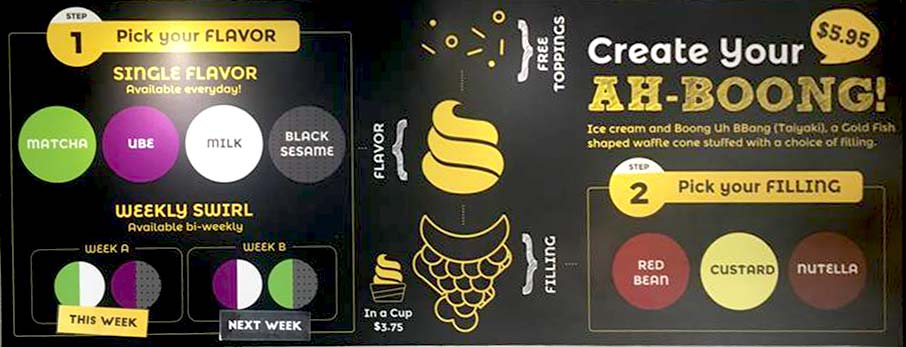 STEP
1
Pick your FLAVOR
SINGLE FLAVOR
Available everyday!
MATCHA
UBE
MILK
BLACK
SESAME
WEEKLY SWIRL
Available bi-weekly
WEEK A
WEEK B
THIS WEEK
NEXT WEEK
FREE
TOPPINGS
FLAVOR
FILLING
In a Cup
$3.75
Create Your
$5.95
AH-BOONG!
Ice cream and Boong Uh BBang (Taiyaki), a Gold Fish
shaped waffle cone stuffed with a choice of filling.
STEP
2
Pick your FILLING
RED
BEAN
CUSTARD
NUTELLA